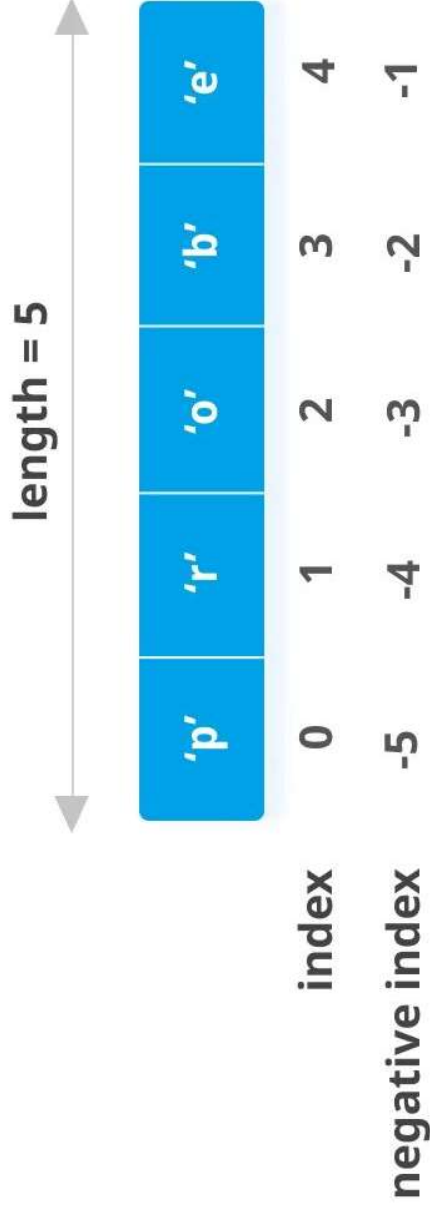 length = 5
‘p’ ‘r’ ‘o’ ‘b’ ‘e’
index 0 1 2 3 4
negative index -5 -4 -3 -2 -1